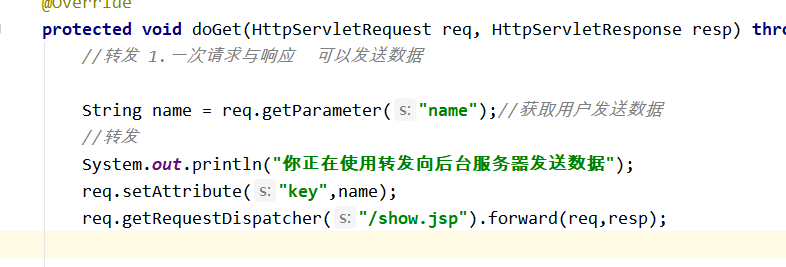 @Override
protected void doGet(HttpServletRequest req, HttpServletResponse resp) thro
//转发 1.一次请求与响应 可以发送数据
String name = req.getParameter( s: "name");//获取用户发送数据
//转发
System.out.println("你正在使用转发向后台服务器发送数据");
req.setAttribute( s: "key",name);
req.getRequestDispatcher( s: "/show.jsp").forward(req,resp);